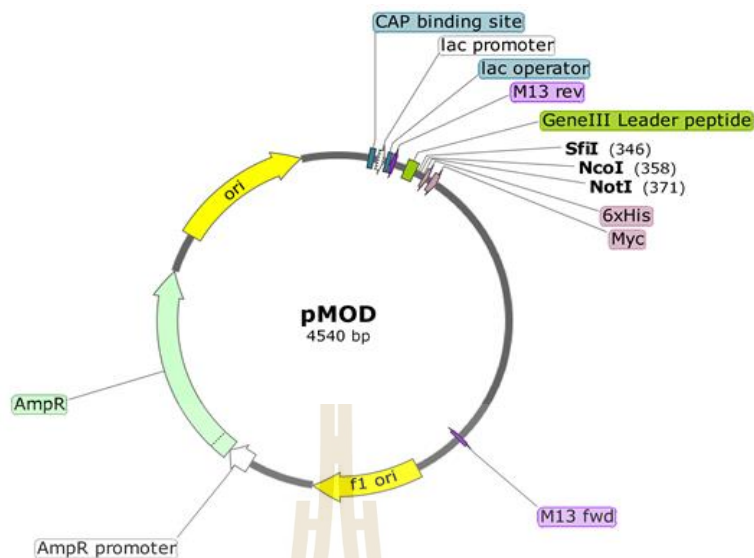 CAP binding site
lac promoter
lac operator
M13 rev
GeneIII Leader peptide
SfiI (346)
NcoI (358)
NotI (371)
6xHis
Myc
ori
pMOD
4540 bp
AmpR
f1 ori
M13 fwd
AmpR promoter